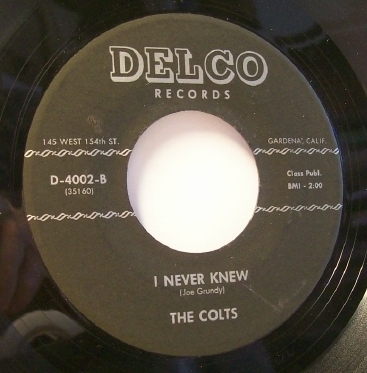 DELCO
RECORDS
145 WEST 154th ST.
GARDENA, CALIF.
D-4002-B
(35160)
Class Publ.
BMI - 2:00
I NEVER KNEW
(Joe Grundy)
THE COLTS